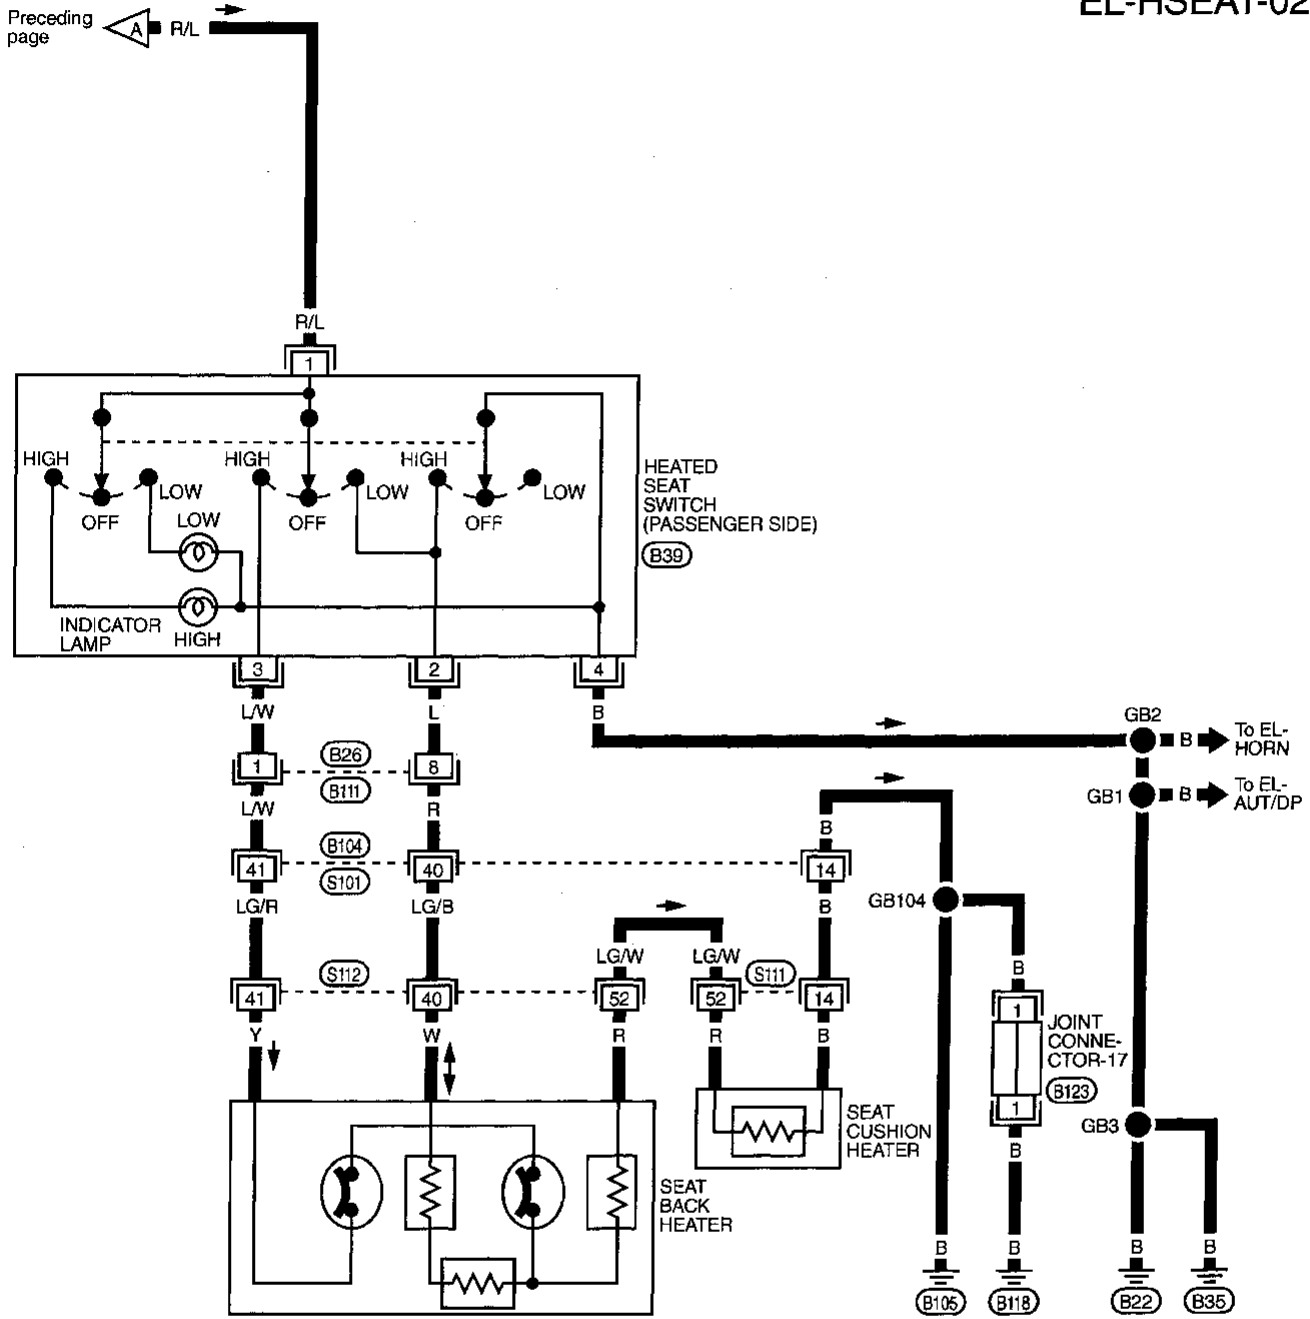 EL-HSEAT-02
Preceding
page
A
R/L
R/L
1
HIGH
HIGH
HIGH
LOW
LOW
LOW
OFF
OFF
OFF
LOW
INDICATOR
LAMP
HIGH
HEATED
SEAT
SWITCH
(PASSENGER SIDE)
B39
3
2
4
L/W
L
B
GB2
B
To EL-
HORN
1
B26
8
B111
GB1
B
To EL-
AUT/DP
L/W
R
B
B104
41
40
14
S101
LG/R
LG/B
B
GB104
LG/W
LG/W
B
S112
S111
41
40
52
52
14
1
Y
W
R
R
B
JOINT
CONNE-
CTOR-17
B123
1
SEAT
CUSHION
HEATER
GB3
B
SEAT
BACK
HEATER
B
B
B
B
B105
B118
B22
B35